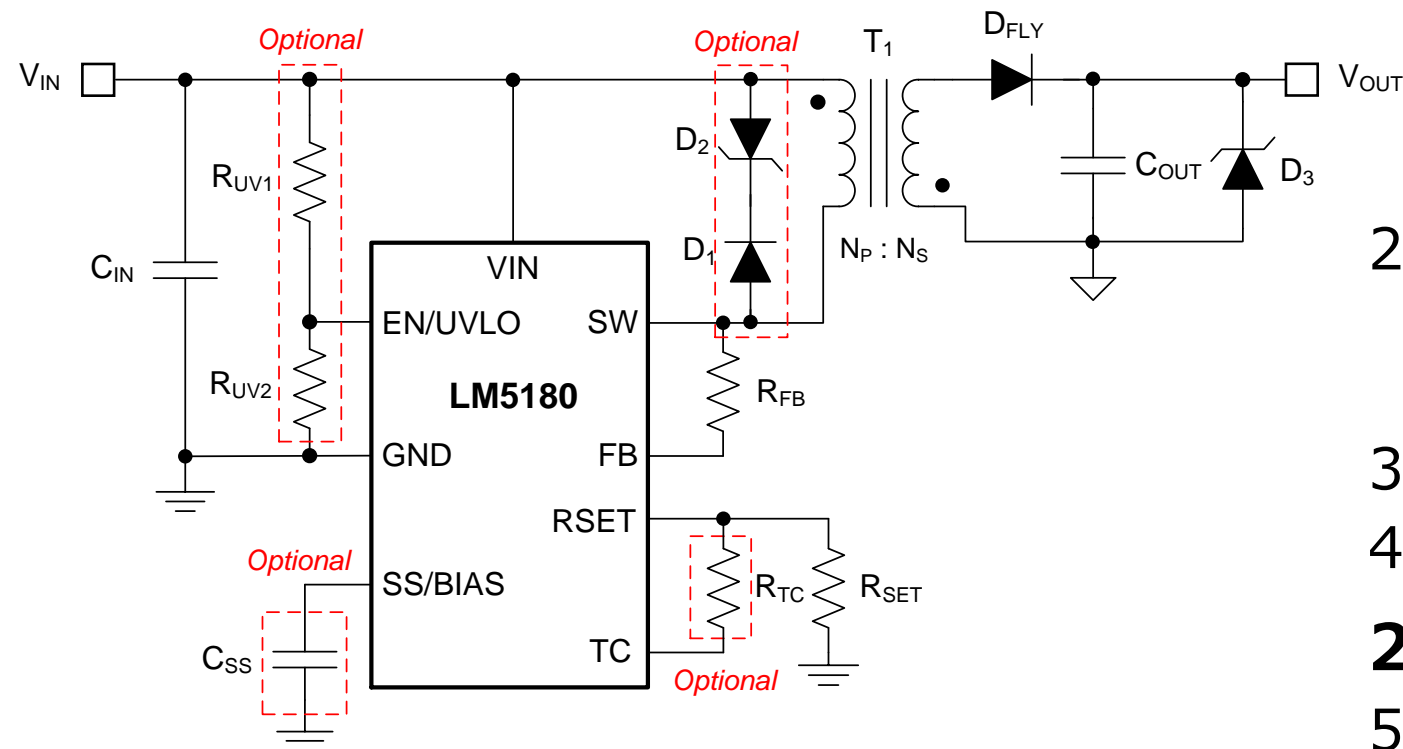 Optional
Optional
T1
DFLY
VIN
VOUT
RUV1
D2
COUT
D3
CIN
VIN
D1
NP : NS
2
EN/UVLO
SW
RUV2
LM5180
RFB
GND
FB
3
RSET
Optional
4
SS/BIAS
RTC
RSET
CSS
TC
Optional
2
5